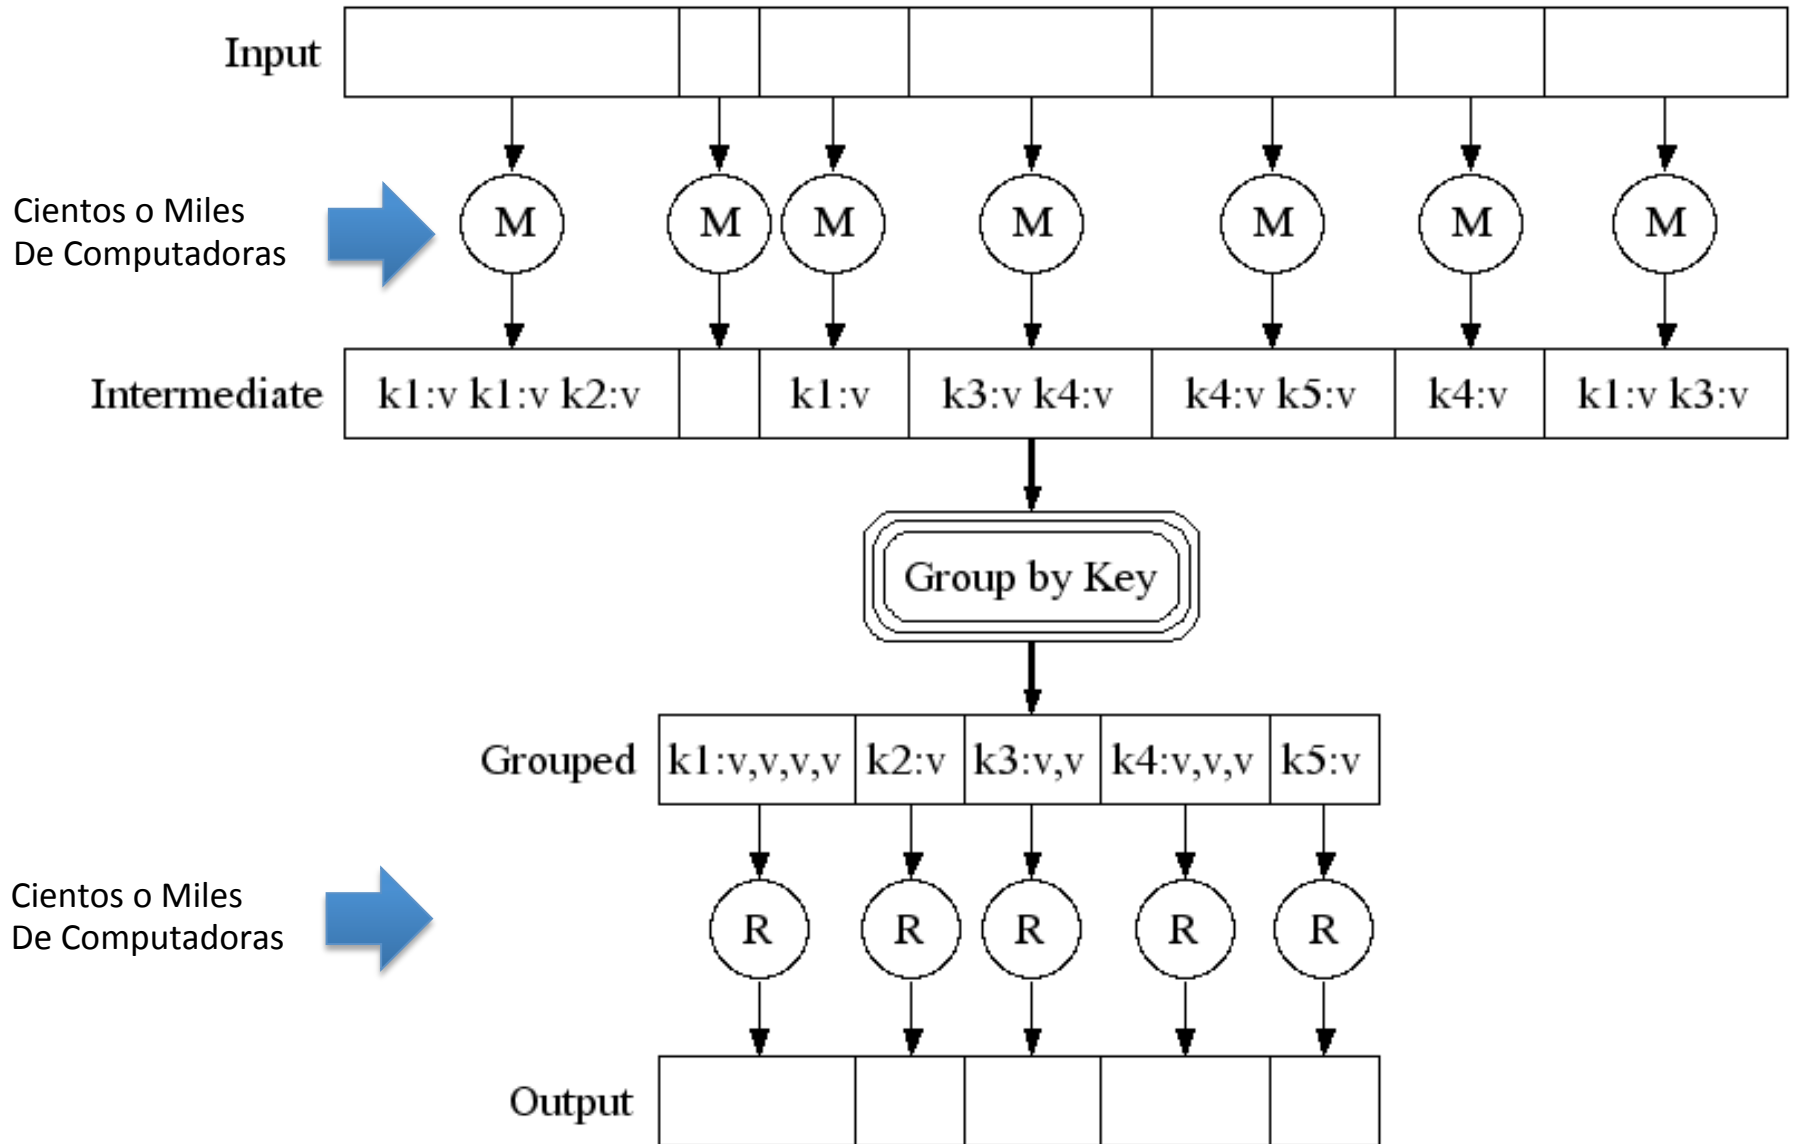 Input
M M M M M M M
Cientos o Miles
De Computadoras
Intermediate k1:v k1:v k2:v k1:v k3:v k4:v k4:v k5:v k4:v k1:v k3:v
Group by Key
Grouped k1:v,v,v,v k2:v k3:v,v k4:v,v,v k5:v
Cientos o Miles
De Computadoras
R R R R R
Output